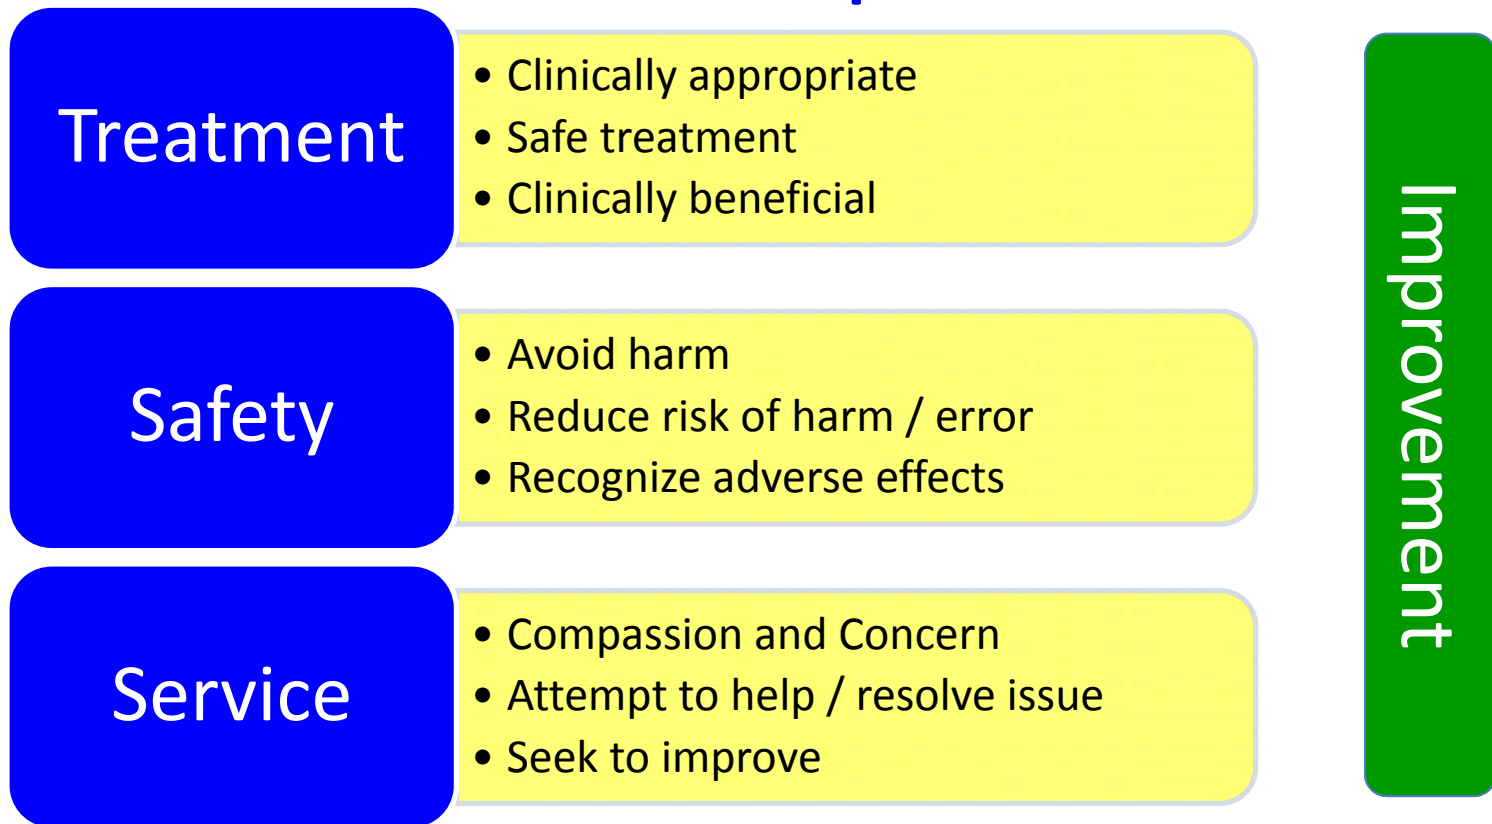 Treatment
• Clinically appropriate
• Safe treatment
• Clinically beneficial
Safety
• Avoid harm
• Reduce risk of harm / error
• Recognize adverse effects
Service
• Compassion and Concern
• Attempt to help / resolve issue
• Seek to improve
Improvement